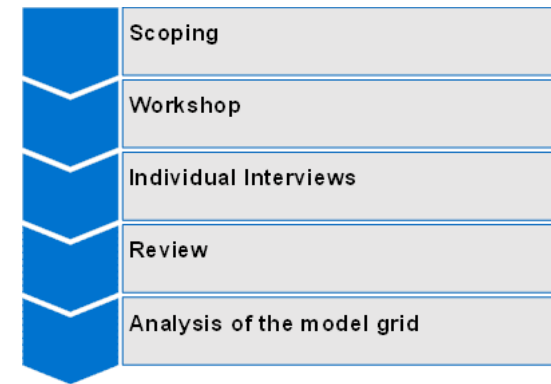 Scoping
Workshop
Individual Interviews
Review
Analysis of the model grid